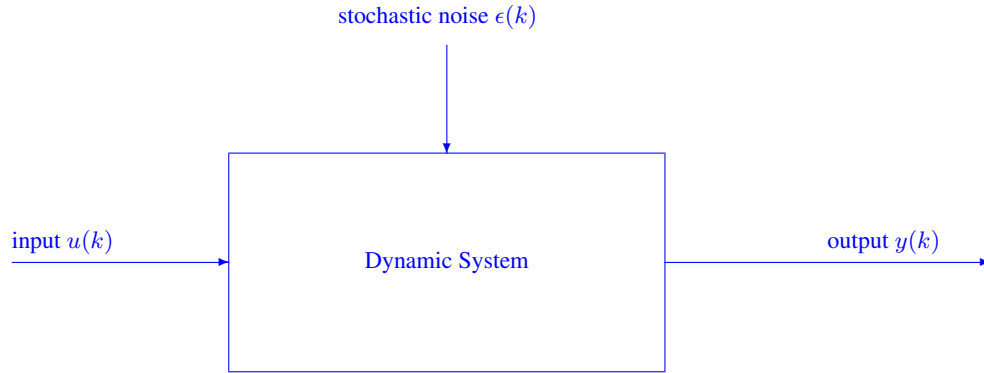 stochastic noise ϵ(k)
input u(k)
Dynamic System
output y(k)